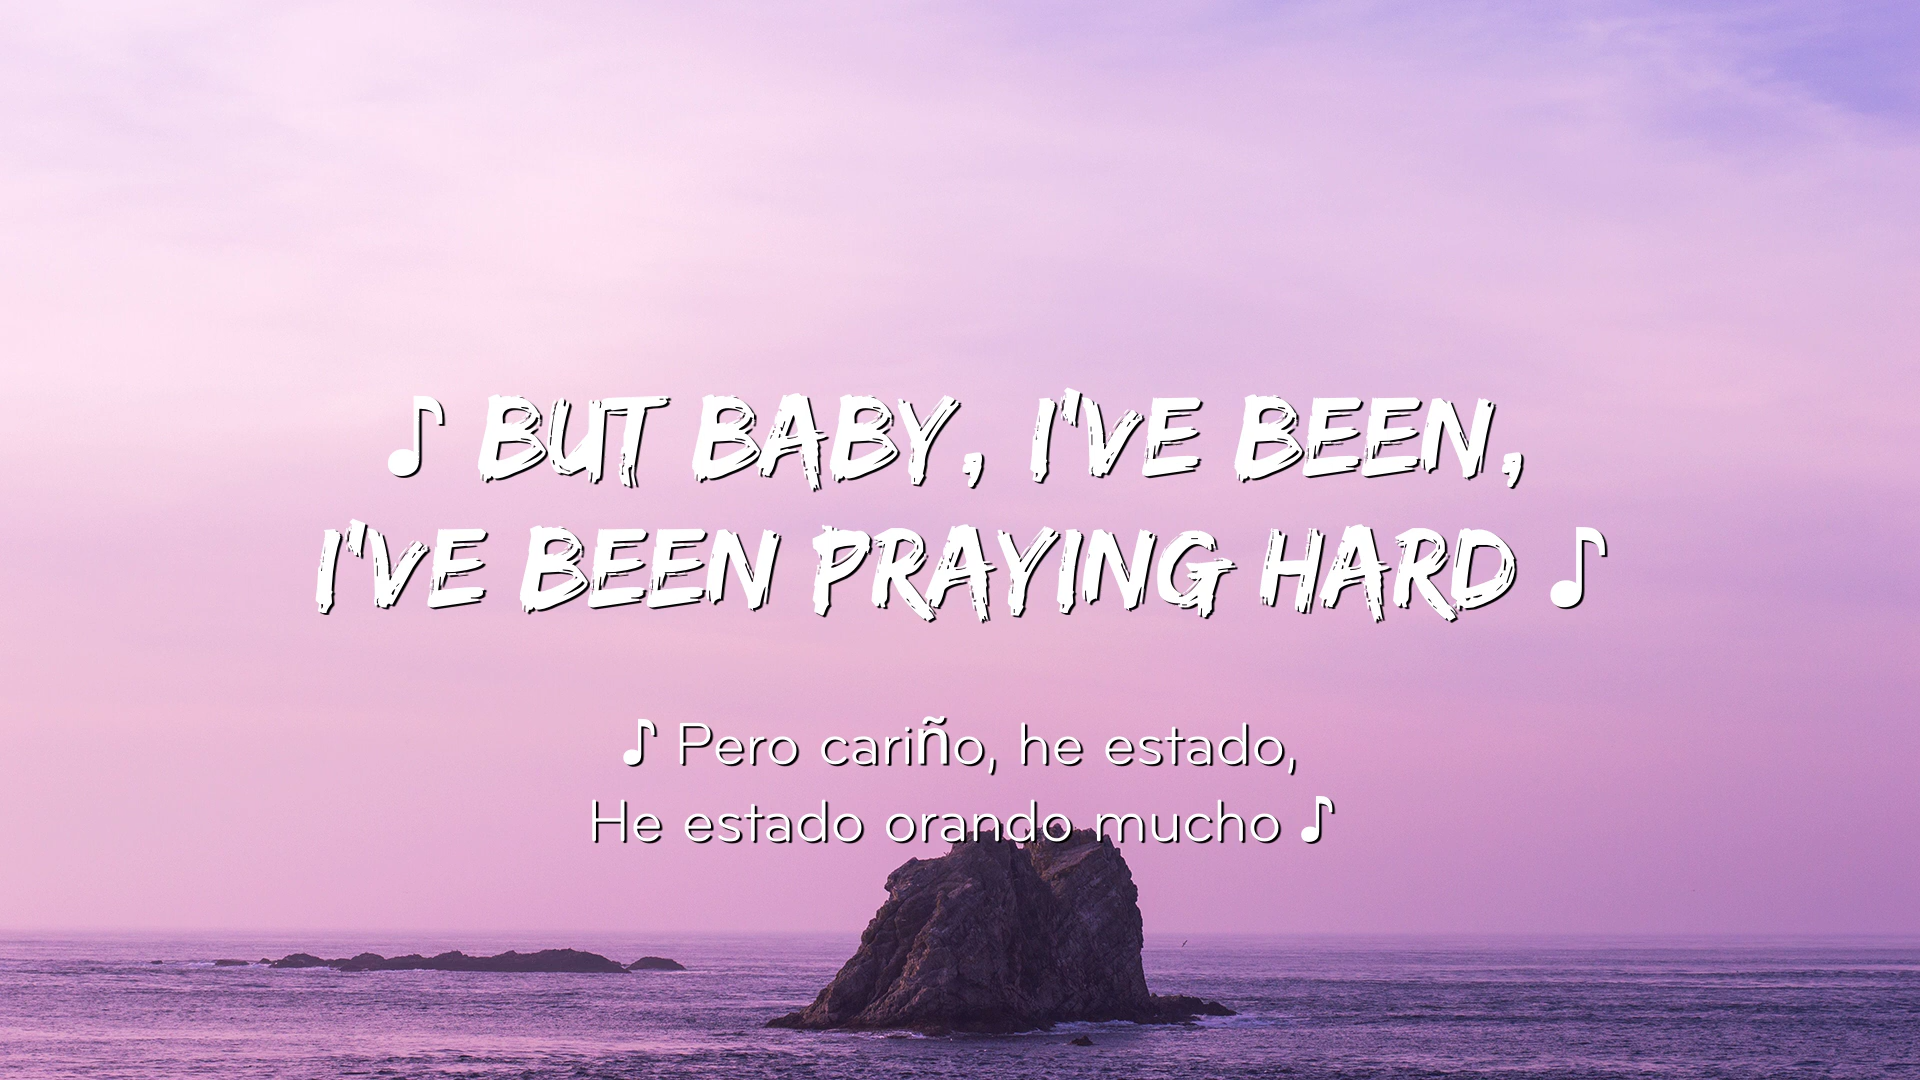 ♪ BUT BABY, I'VE BEEN,
I'VE BEEN PRAYING HARD ♪
♪ Pero cariño, he estado,
He estado orando mucho ♪